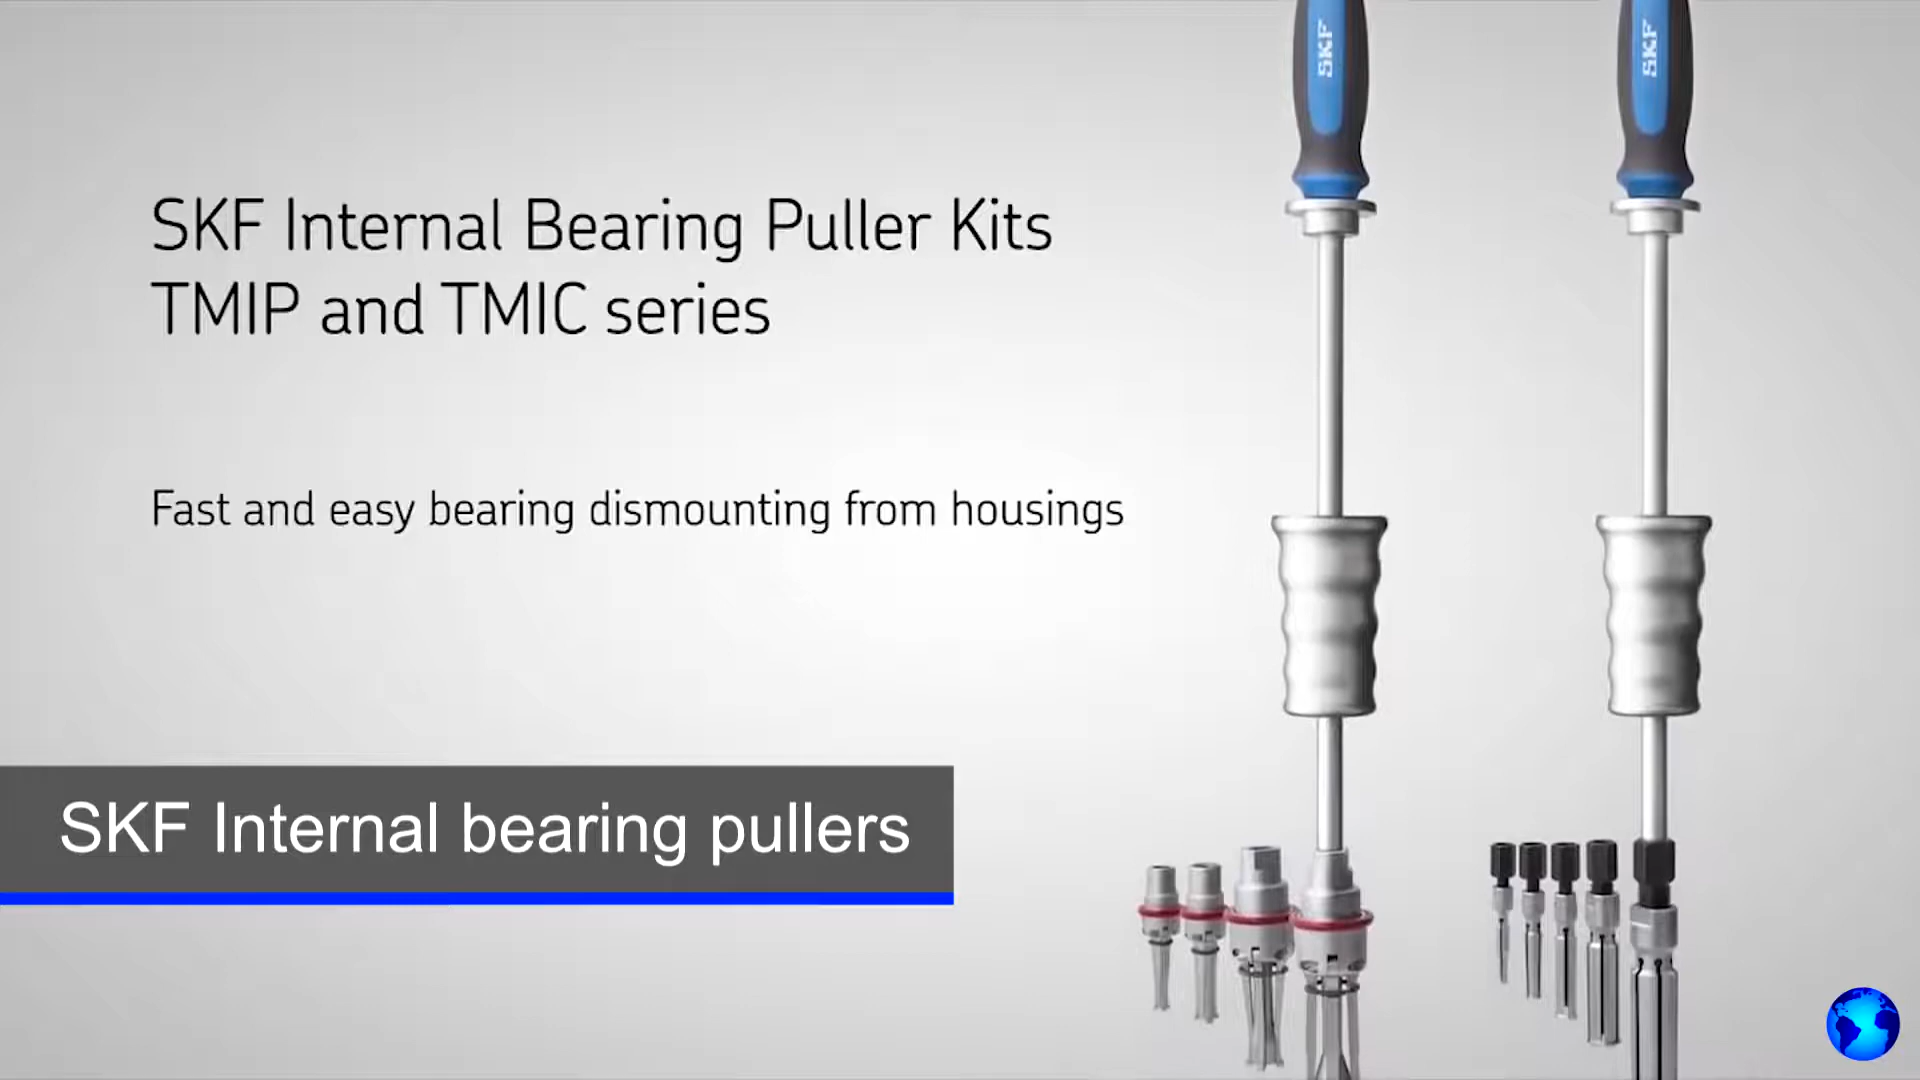 SKF
SKF
SKF Internal Bearing Puller Kits
TMIP and TMIC series
Fast and easy bearing dismounting from housings
SKF Internal bearing pullers